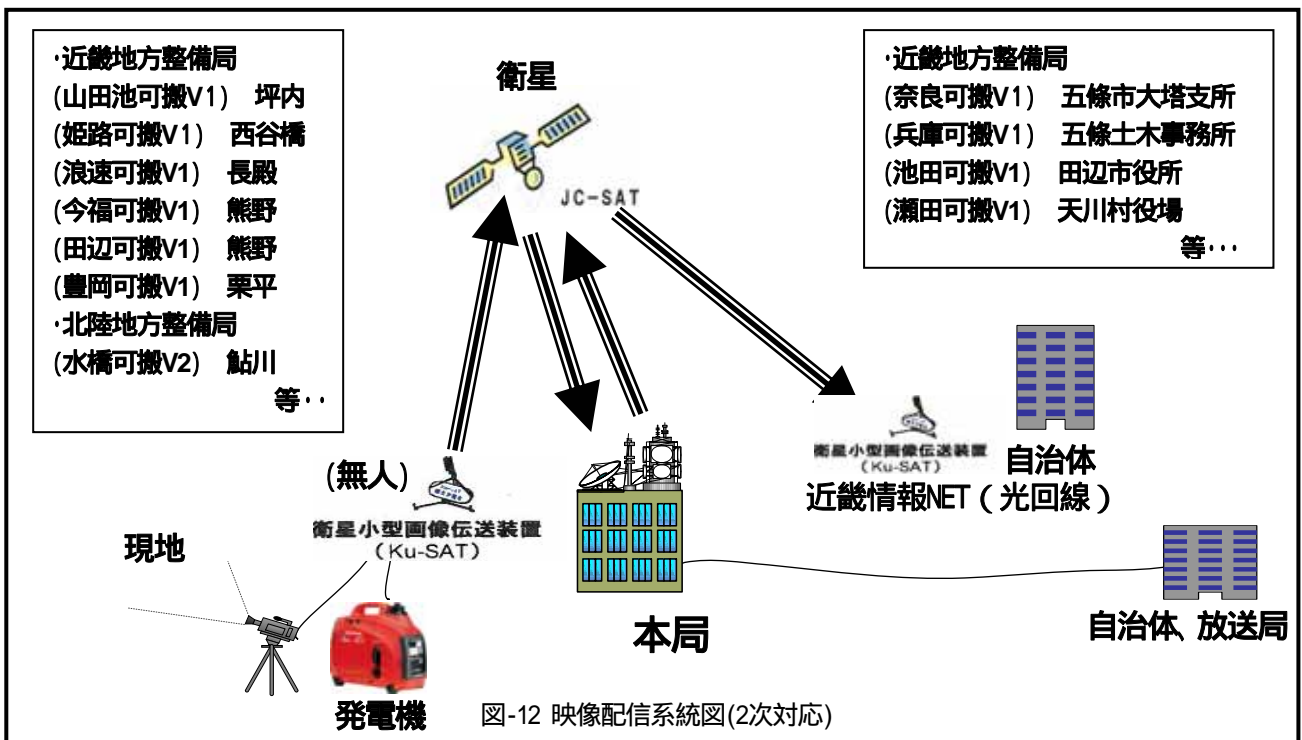 ·近畿地方整備局
(山田池可搬V1) 坪内
(姫路可搬V1) 西谷橋
(浪速可搬V1) 長殿
(今福可搬V1) 熊野
(田辺可搬V1) 熊野
(豊岡可搬V1) 栗平
·北陸地方整備局
(水橋可搬V2) 鮎川
等··
衛星
JC-SAT
·近畿地方整備局
(奈良可搬V1) 五條市大塔支所
(兵庫可搬V1) 五條土木事務所
(池田可搬V1) 田辺市役所
(瀬田可搬V1) 天川村役場
等···
(無人)
衛星小型画像伝送装置
(Ku-SAT)
現地
発電機
本局
衛星小型画像伝送装置
(Ku-SAT)
自治体
近畿情報NET(光回線)
自治体、放送局
図-12 映像配信系統図(2次対応)